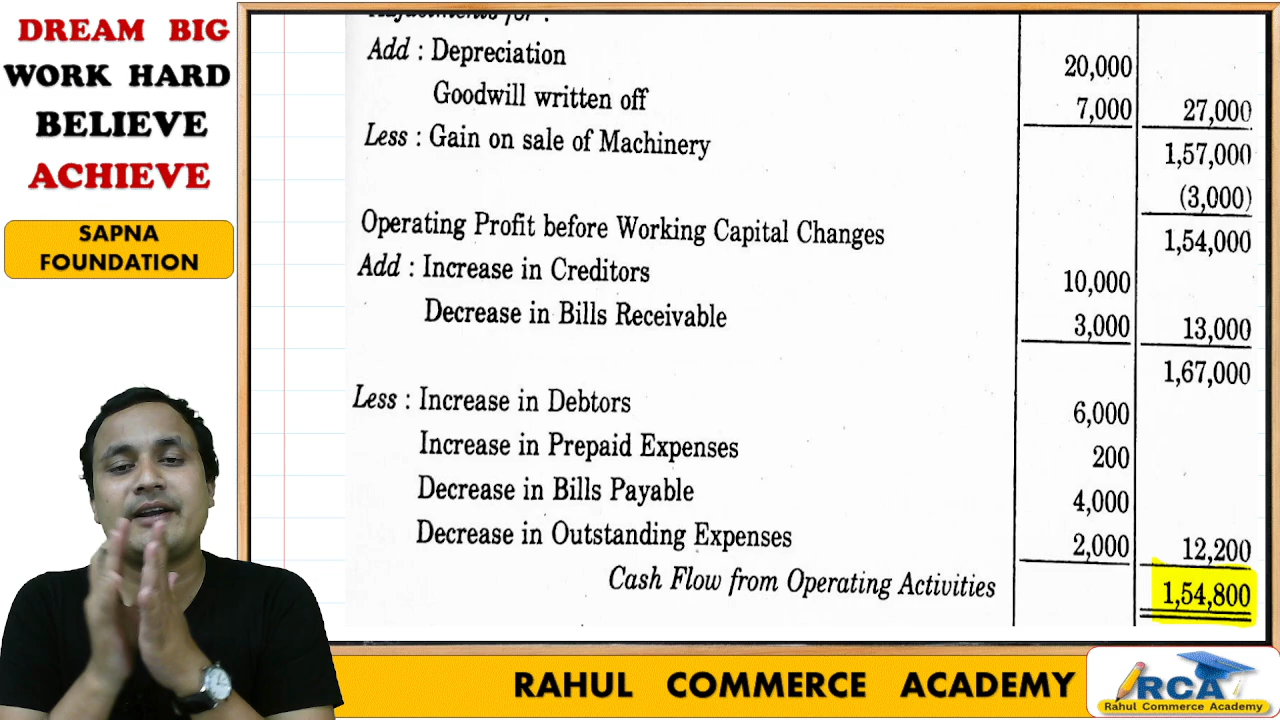 DREAM BIG
WORK HARD
BELIEVE
ACHIEVE
SAPNA
FOUNDATION
Adjustments for :
Add : Depreciation 20,000
Goodwill written off 7,000 27,000
Less : Gain on sale of Machinery 1,57,000
(3,000)
Operating Profit before Working Capital Changes 1,54,000
Add : Increase in Creditors 10,000
Decrease in Bills Receivable 3,000 13,000
1,67,000
Less : Increase in Debtors 6,000
Increase in Prepaid Expenses 200
Decrease in Bills Payable 4,000
Decrease in Outstanding Expenses 2,000 12,200
Cash Flow from Operating Activities 1,54,800
RAHUL COMMERCE ACADEMY
RCA
Rahul Commerce Academy